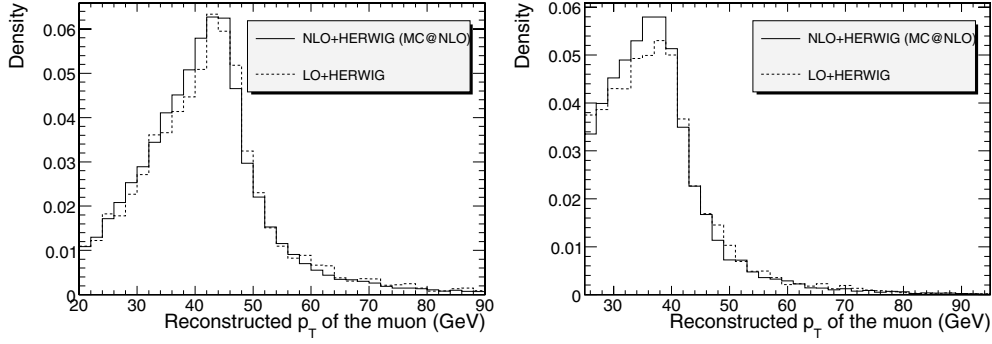 Density
0.06
0.05
0.04
0.03
0.02
0.01
0
NLO+HERWIG (MC@NLO)
LO+HERWIG
20 30 40 50 60 70 80 90
Reconstructed p_T of the muon (GeV)
Density
0.06
0.05
0.04
0.03
0.02
0.01
0
NLO+HERWIG (MC@NLO)
LO+HERWIG
30 40 50 60 70 80 90
Reconstructed p_T of the muon (GeV)